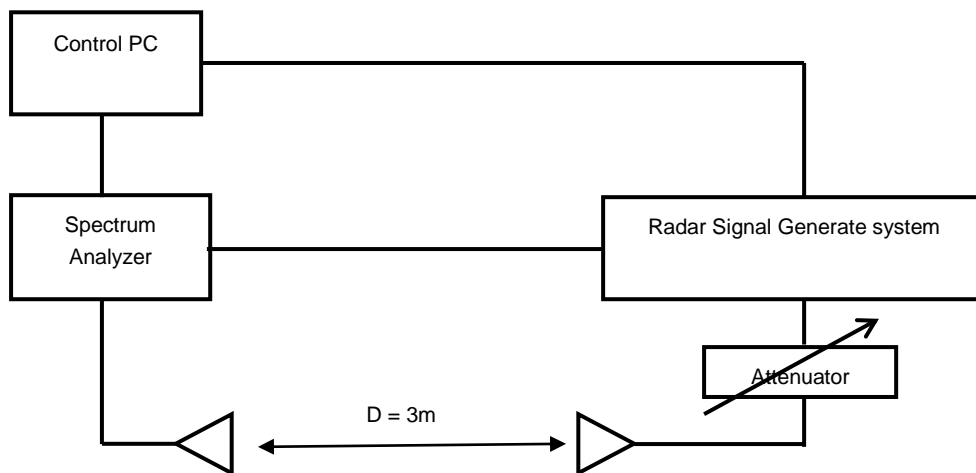 Control PC
Spectrum
Analyzer
Radar Signal Generate system
Attenuator
D = 3m